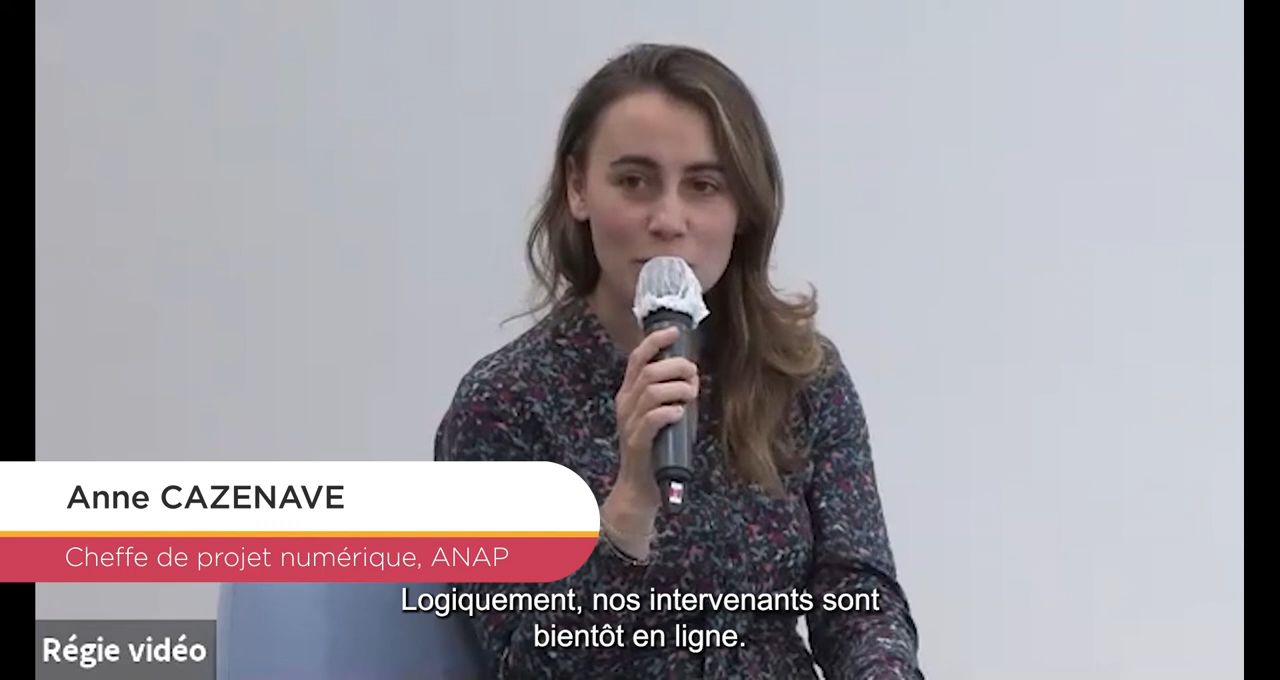 Anne CAZENAVE
Cheffe de projet numérique, ANAP
Logiquement, nos intervenants sont
bientôt en ligne.
Régie vidéo